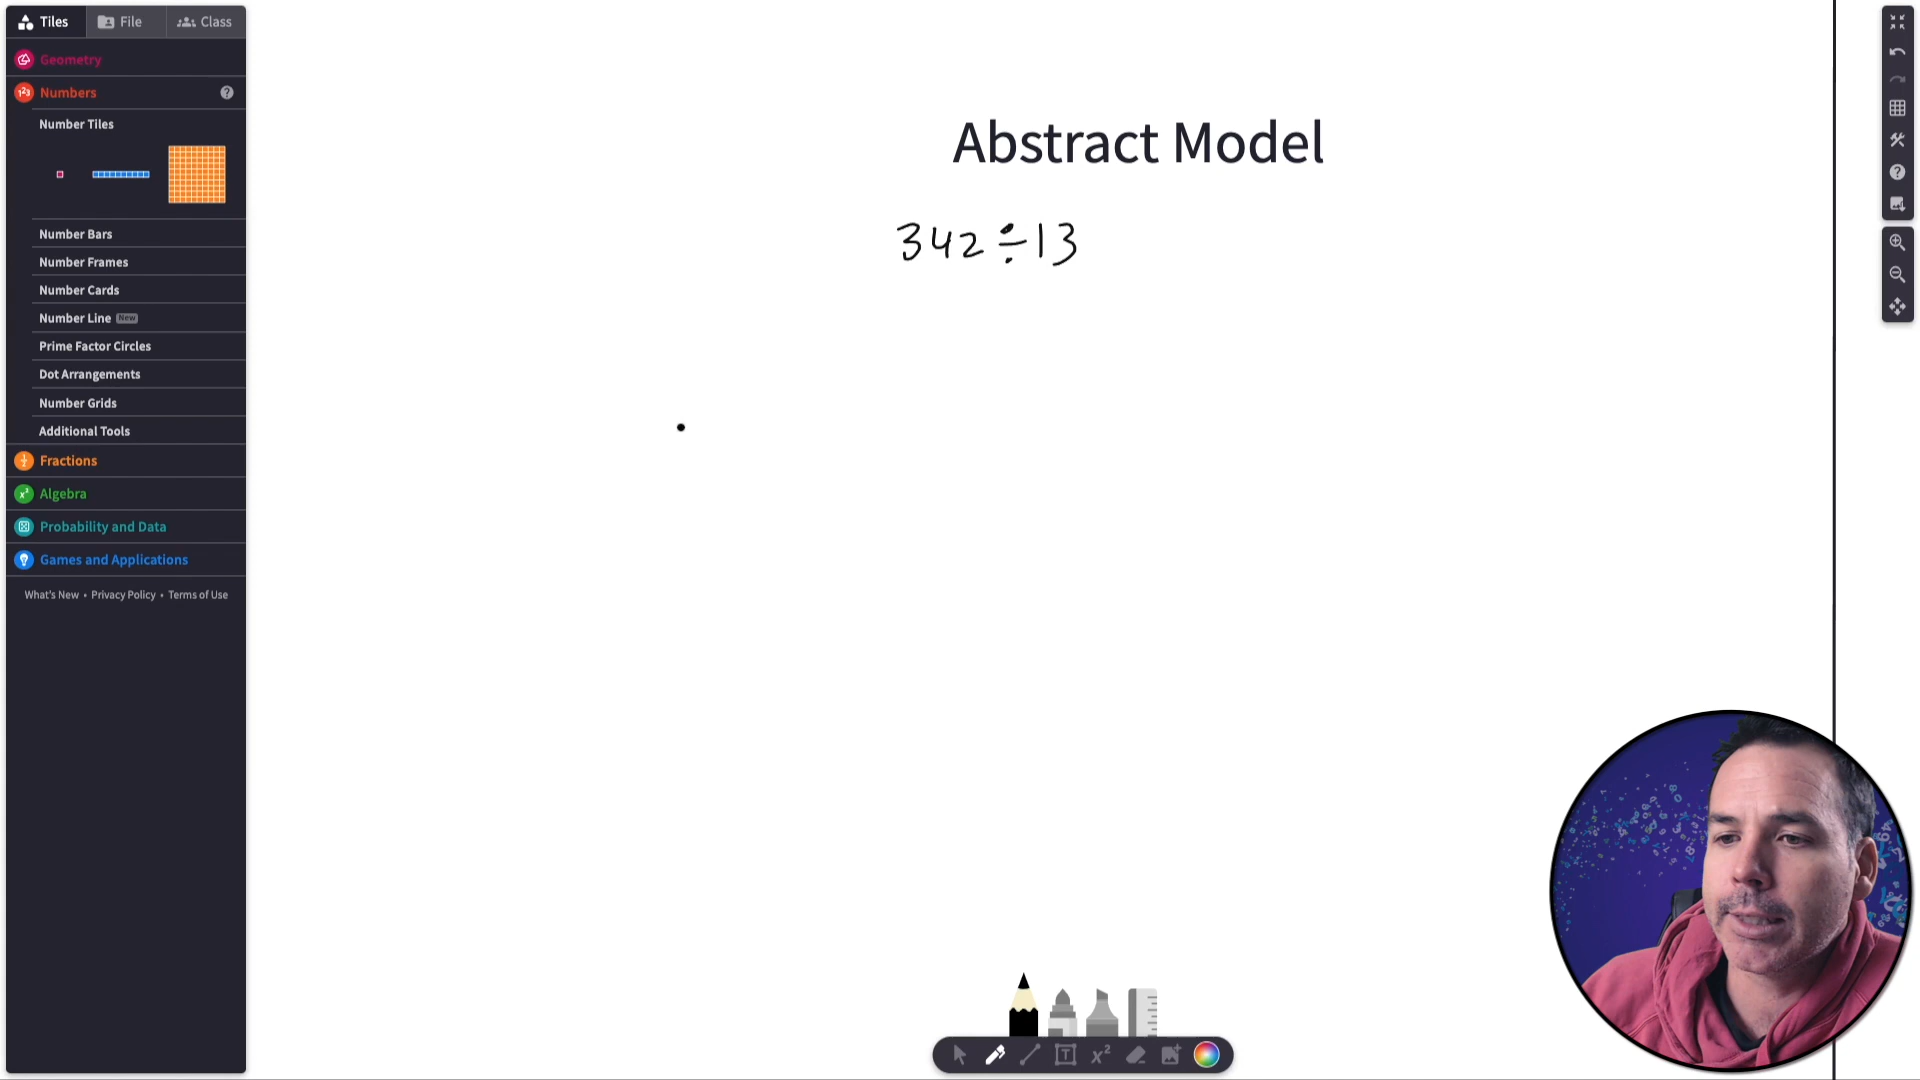 Tiles
File
Class
Geometry
Numbers
Number Tiles
Number Bars
Number Frames
Number Cards
Number Line New
Prime Factor Circles
Dot Arrangements
Number Grids
Additional Tools
Fractions
Algebra
Probability and Data
Games and Applications
What's New • Privacy Policy • Terms of Use
Abstract Model
342÷13